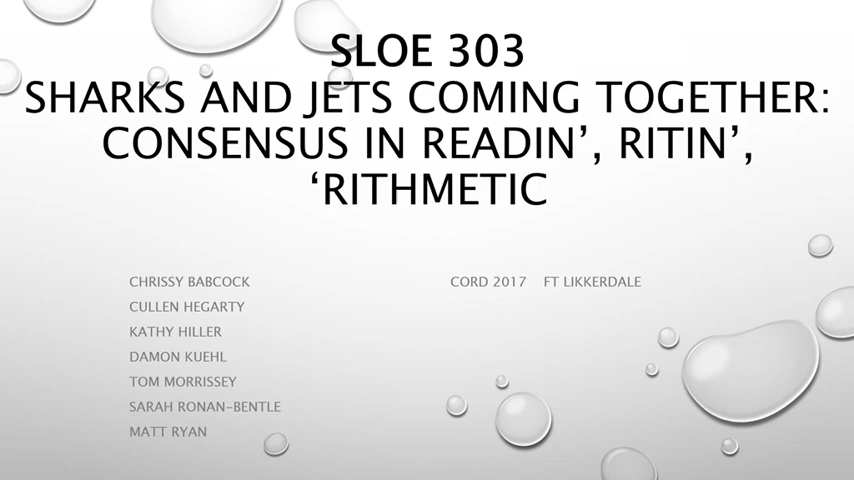 SLOE 303
SHARKS AND JETS COMING TOGETHER:
CONSENSUS IN READIN’, RITIN’,
‘RITHMETIC
CHRISSY BABCOCK
CULLEN HEGARTY
KATHY HILLER
DAMON KUEHL
TOM MORRISSEY
SARAH RONAN-BENTLE
MATT RYAN
CORD 2017 FT LIKKERDALE